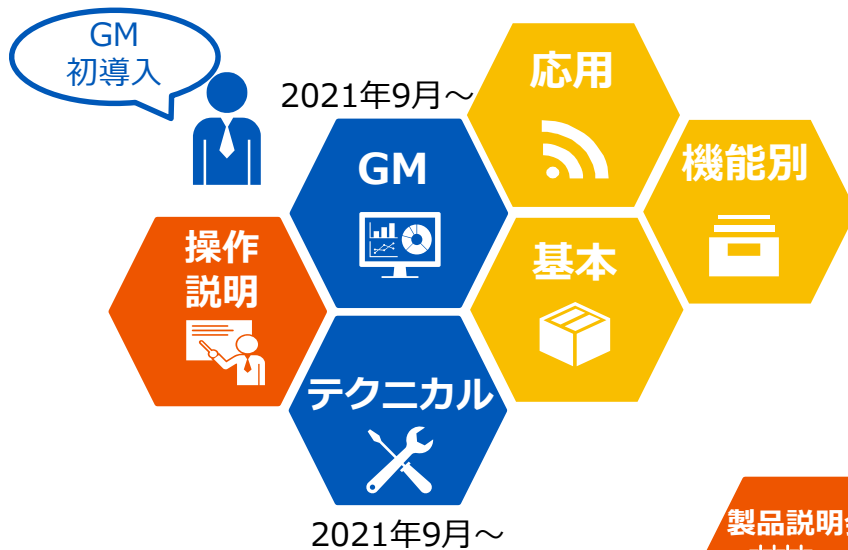 GM
初導入
2021年9月～
応用
GM
機能別
操作
説明
基本
テクニカル
2021年9月～
製品説明会